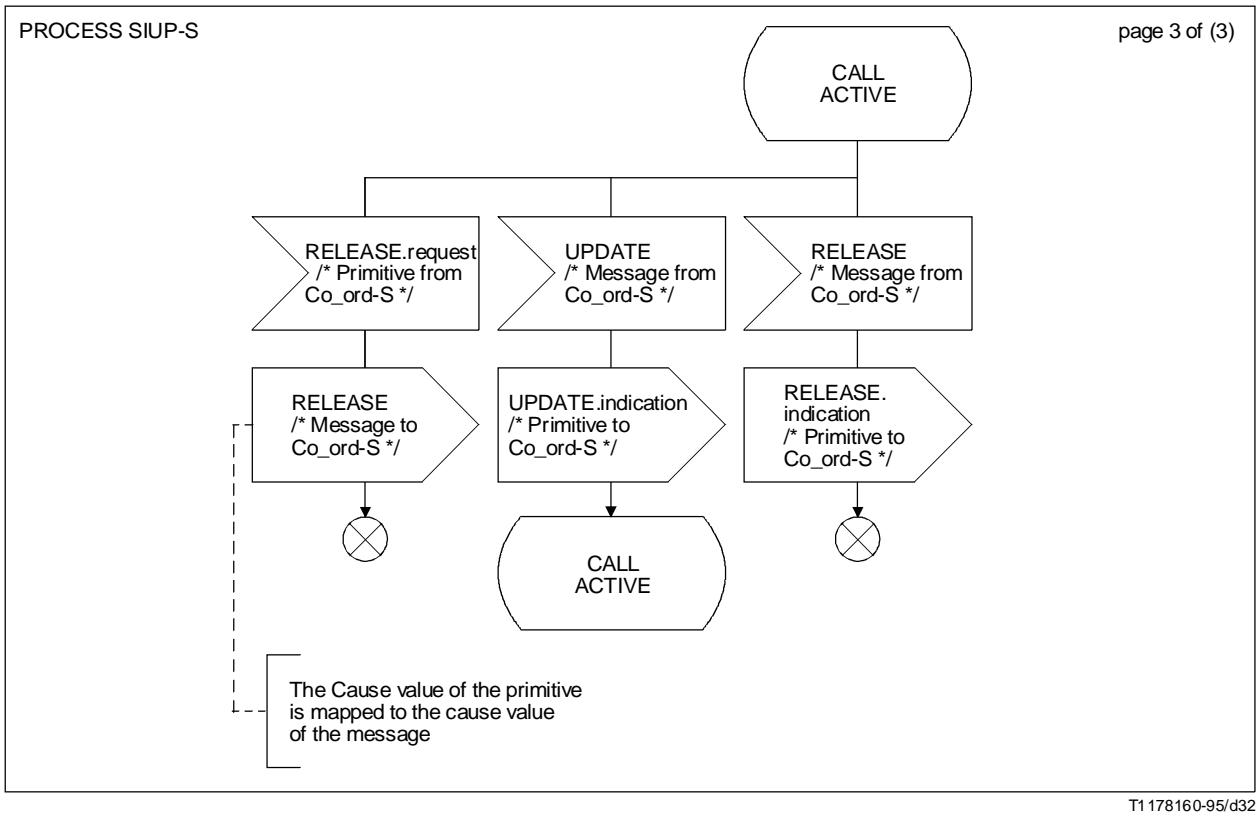 PROCESS SIUP-S
page 3 of (3)
CALL
ACTIVE
RELEASE.request
/* Primitive from
Co_ord-S */
UPDATE
/* Message from
Co_ord-S */
RELEASE
/* Message from
Co_ord-S */
RELEASE
/* Message to
Co_ord-S */
UPDATE.indication
/* Primitive to
Co_ord-S */
RELEASE.
indication
/* Primitive to
Co_ord-S */
CALL
ACTIVE
The Cause value of the primitive
is mapped to the cause value
of the message
T1178160-95/d32